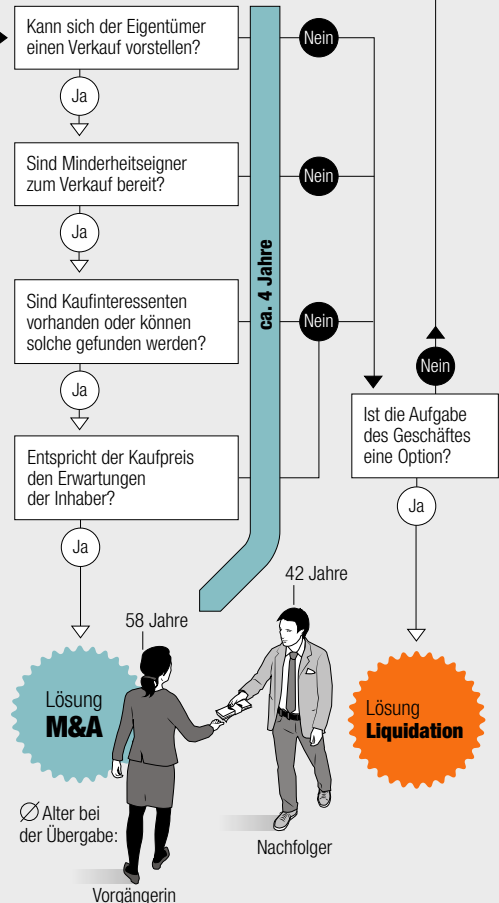 Kann sich der Eigentümer
einen Verkauf vorstellen?
Nein
Ja
Sind Minderheitseigner
zum Verkauf bereit?
Nein
Ja
ca. 4 Jahre
Sind Kaufinteressenten
vorhanden oder können
solche gefunden werden?
Nein
Ja
Nein
Ist die Aufgabe
des Geschäftes
eine Option?
Entspricht der Kaufpreis
den Erwartungen
der Inhaber?
Ja
Ja
42 Jahre
58 Jahre
Lösung
M&A
Lösung
Liquidation
∅ Alter bei
der Übergabe:
Nachfolger
Vorgängerin